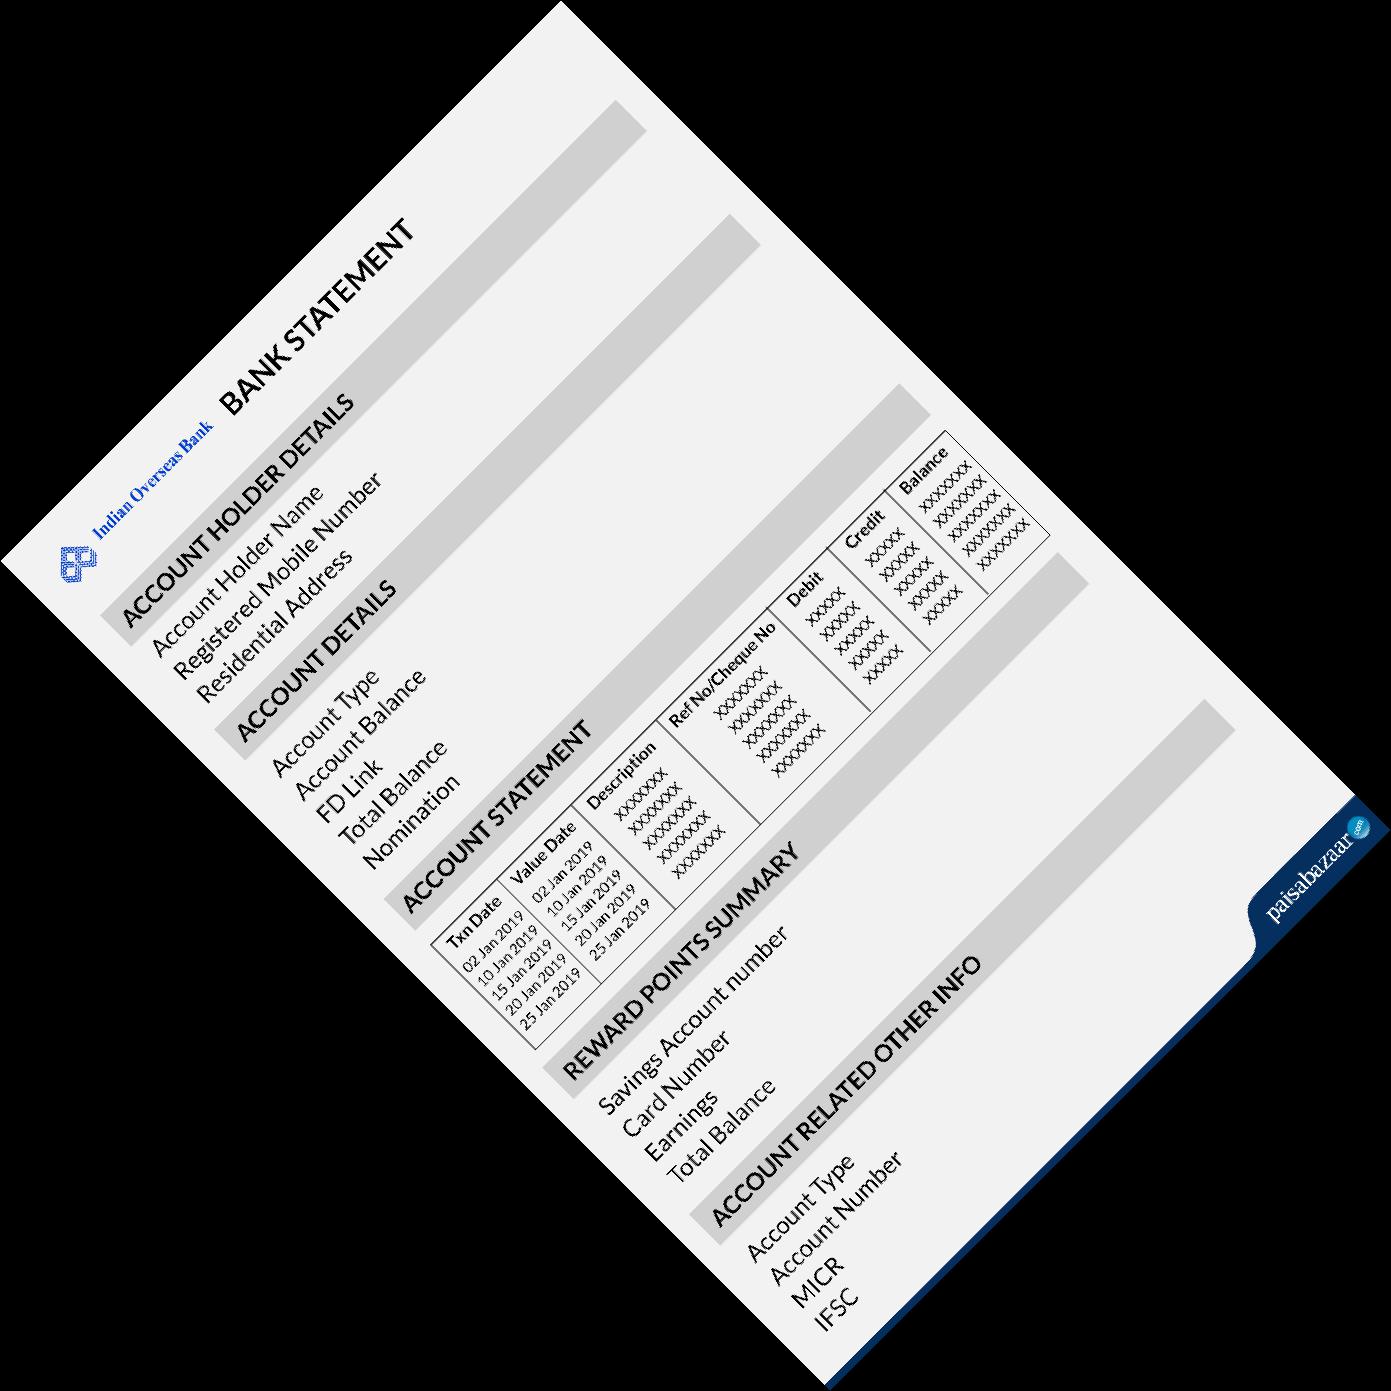 Indian Overseas Bank BANK STATEMENT
ACCOUNT HOLDER DETAILS
Account Holder Name
Registered Mobile Number
Residential Address
ACCOUNT DETAILS
Account Type
Account Balance
FD Link
Total Balance
Nomination
ACCOUNT STATEMENT
Txn Date Value Date Description Ref No/Cheque No Debit Credit Balance
02 Jan 2019 02 Jan 2019 XXXXXXX XXXXXXX XXXXX XXXXX XXXXXXX
10 Jan 2019 10 Jan 2019 XXXXXXX XXXXXXX XXXXX XXXXX XXXXXXX
15 Jan 2019 15 Jan 2019 XXXXXXX XXXXXXX XXXXX XXXXX XXXXXXX
20 Jan 2019 20 Jan 2019 XXXXXXX XXXXXXX XXXXX XXXXX XXXXXXX
25 Jan 2019 25 Jan 2019 XXXXXXX XXXXXXX XXXXX XXXXX XXXXXXX
REWARD POINTS SUMMARY
Savings Account number
Card Number
Earnings
Total Balance
ACCOUNT RELATED OTHER INFO
Account Type
Account Number
MICR
IFSC
paisabazaar .com